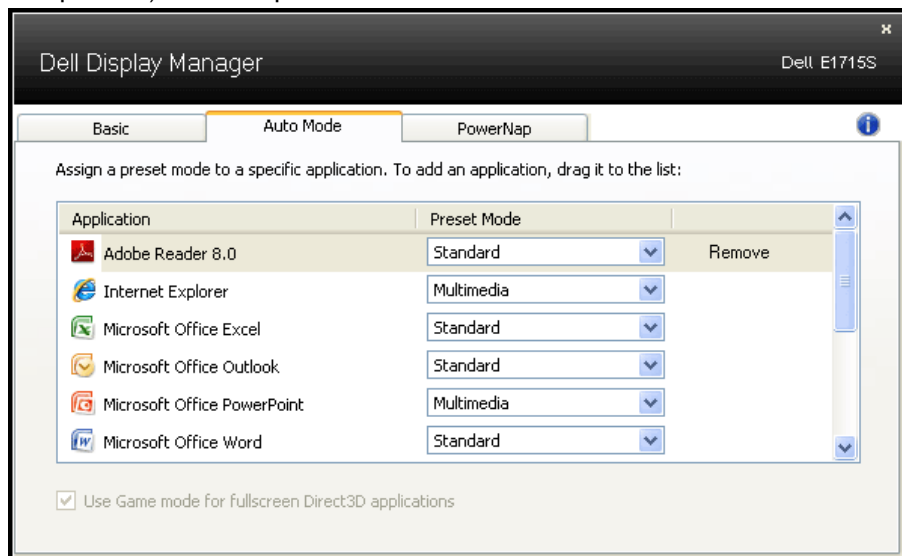 Dell Display Manager
Dell E1715S
Basic Auto Mode PowerNap
Assign a preset mode to a specific application. To add an application, drag it to the list:
Application Preset Mode
Adobe Reader 8.0 Standard Remove
Internet Explorer Multimedia
Microsoft Office Excel Standard
Microsoft Office Outlook Standard
Microsoft Office PowerPoint Multimedia
Microsoft Office Word Standard
Use Game mode for fullscreen Direct3D applications